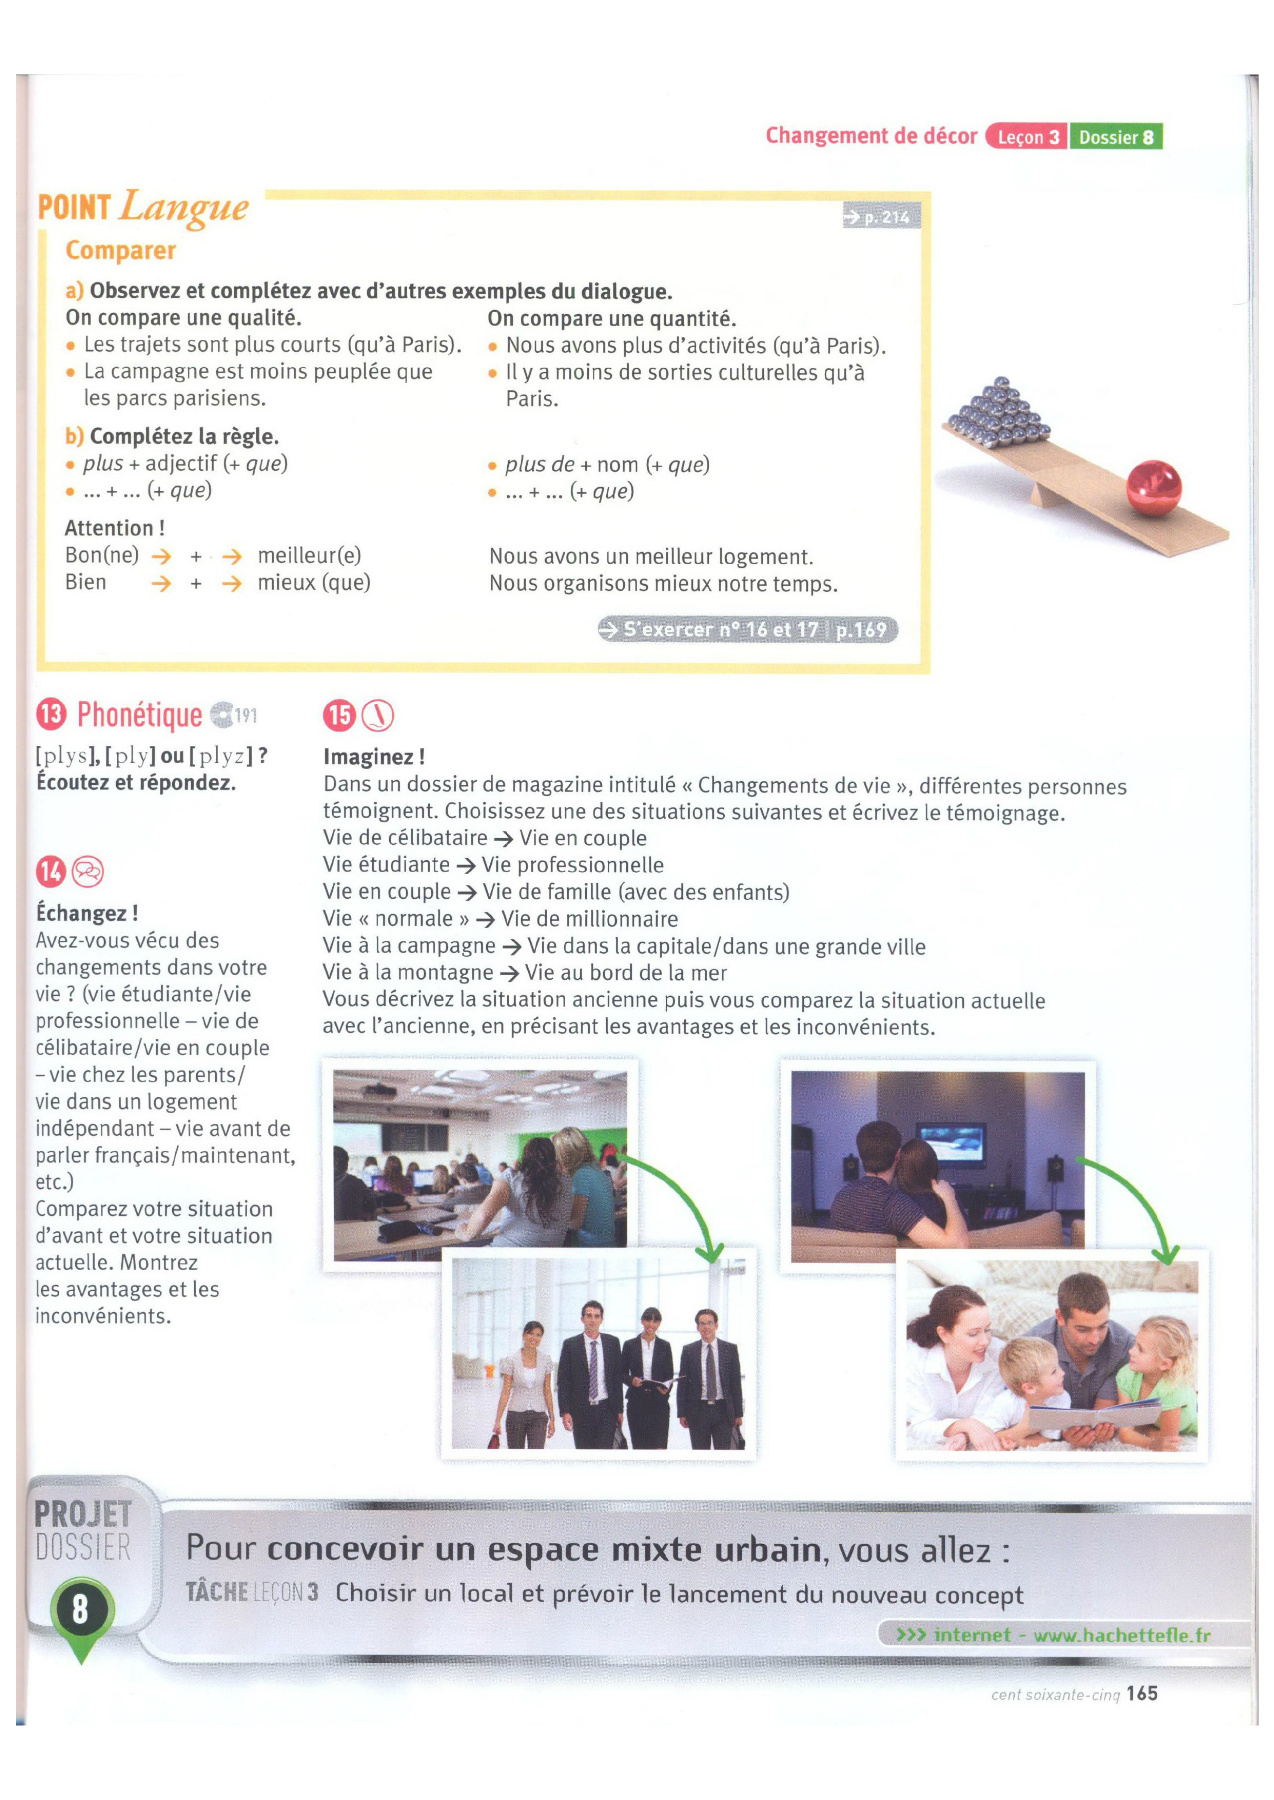 Changement de décor Leçon 3 Dossier 8
POINT Langue
→ p. 214
Comparer
a) Observez et complétez avec d'autres exemples du dialogue.
On compare une qualité.
• Les trajets sont plus courts (qu'à Paris).
• La campagne est moins peuplée que
les parcs parisiens.
On compare une quantité.
• Nous avons plus d'activités (qu'à Paris).
• Il y a moins de sorties culturelles qu'à
Paris.
b) Complétez la règle.
• plus + adjectif (+ que)
• ... + ... (+ que)
• plus de + nom (+ que)
• ... + ... (+ que)
Attention !
Bon(ne) → + → meilleur(e)
Bien → + → mieux (que)
Nous avons un meilleur logement.
Nous organisons mieux notre temps.
→ S'exercer n° 16 et 17 | p.169
13 Phonétique 191
[plys], [ply] ou [plyz] ?
Écoutez et répondez.
14
Échangez !
Avez-vous vécu des
changements dans votre
vie ? (vie étudiante/vie
professionnelle – vie de
célibataire/vie en couple
– vie chez les parents/
vie dans un logement
indépendant – vie avant de
parler français/maintenant,
etc.)
Comparez votre situation
d'avant et votre situation
actuelle. Montrez
les avantages et les
inconvénients.
15
Imaginez !
Dans un dossier de magazine intitulé « Changements de vie », différentes personnes
témoignent. Choisissez une des situations suivantes et écrivez le témoignage.
Vie de célibataire → Vie en couple
Vie étudiante → Vie professionnelle
Vie en couple → Vie de famille (avec des enfants)
Vie « normale » → Vie de millionnaire
Vie à la campagne → Vie dans la capitale/dans une grande ville
Vie à la montagne → Vie au bord de la mer
Vous décrivez la situation ancienne puis vous comparez la situation actuelle
avec l'ancienne, en précisant les avantages et les inconvénients.
PROJET
DOSSIER
8
Pour concevoir un espace mixte urbain, vous allez :
TÂCHE LEÇON 3 Choisir un local et prévoir le lancement du nouveau concept
>>> internet - www.hachettefle.fr
cent soixante-cinq 165